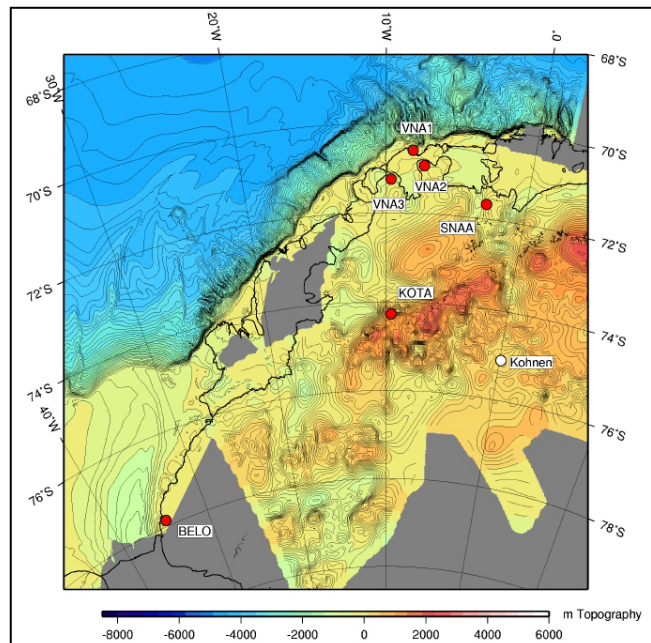 20°W
10°W
0°
30°W
68°S
68°S
VNA1
70°S
70°S
VNA2
VNA3
SNAA
72°S
72°S
KOTA
74°S
74°S
Kohnen
40°W
76°S
76°S
BELO
78°S
m Topography
-8000 -6000 -4000 -2000 0 2000 4000 6000